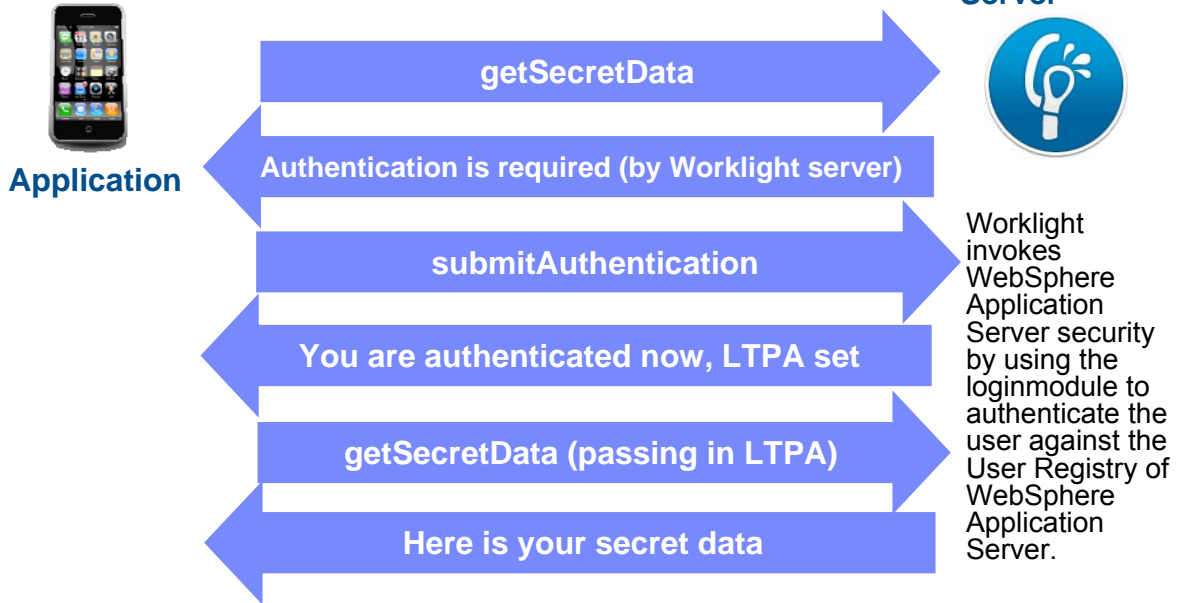 Server
getSecretData
Application
Authentication is required (by Worklight server)
submitAuthentication
You are authenticated now, LTPA set
getSecretData (passing in LTPA)
Here is your secret data
Worklight
invokes
WebSphere
Application
Server security
by using the
loginmodule to
authenticate the
user against the
User Registry of
WebSphere
Application
Server.